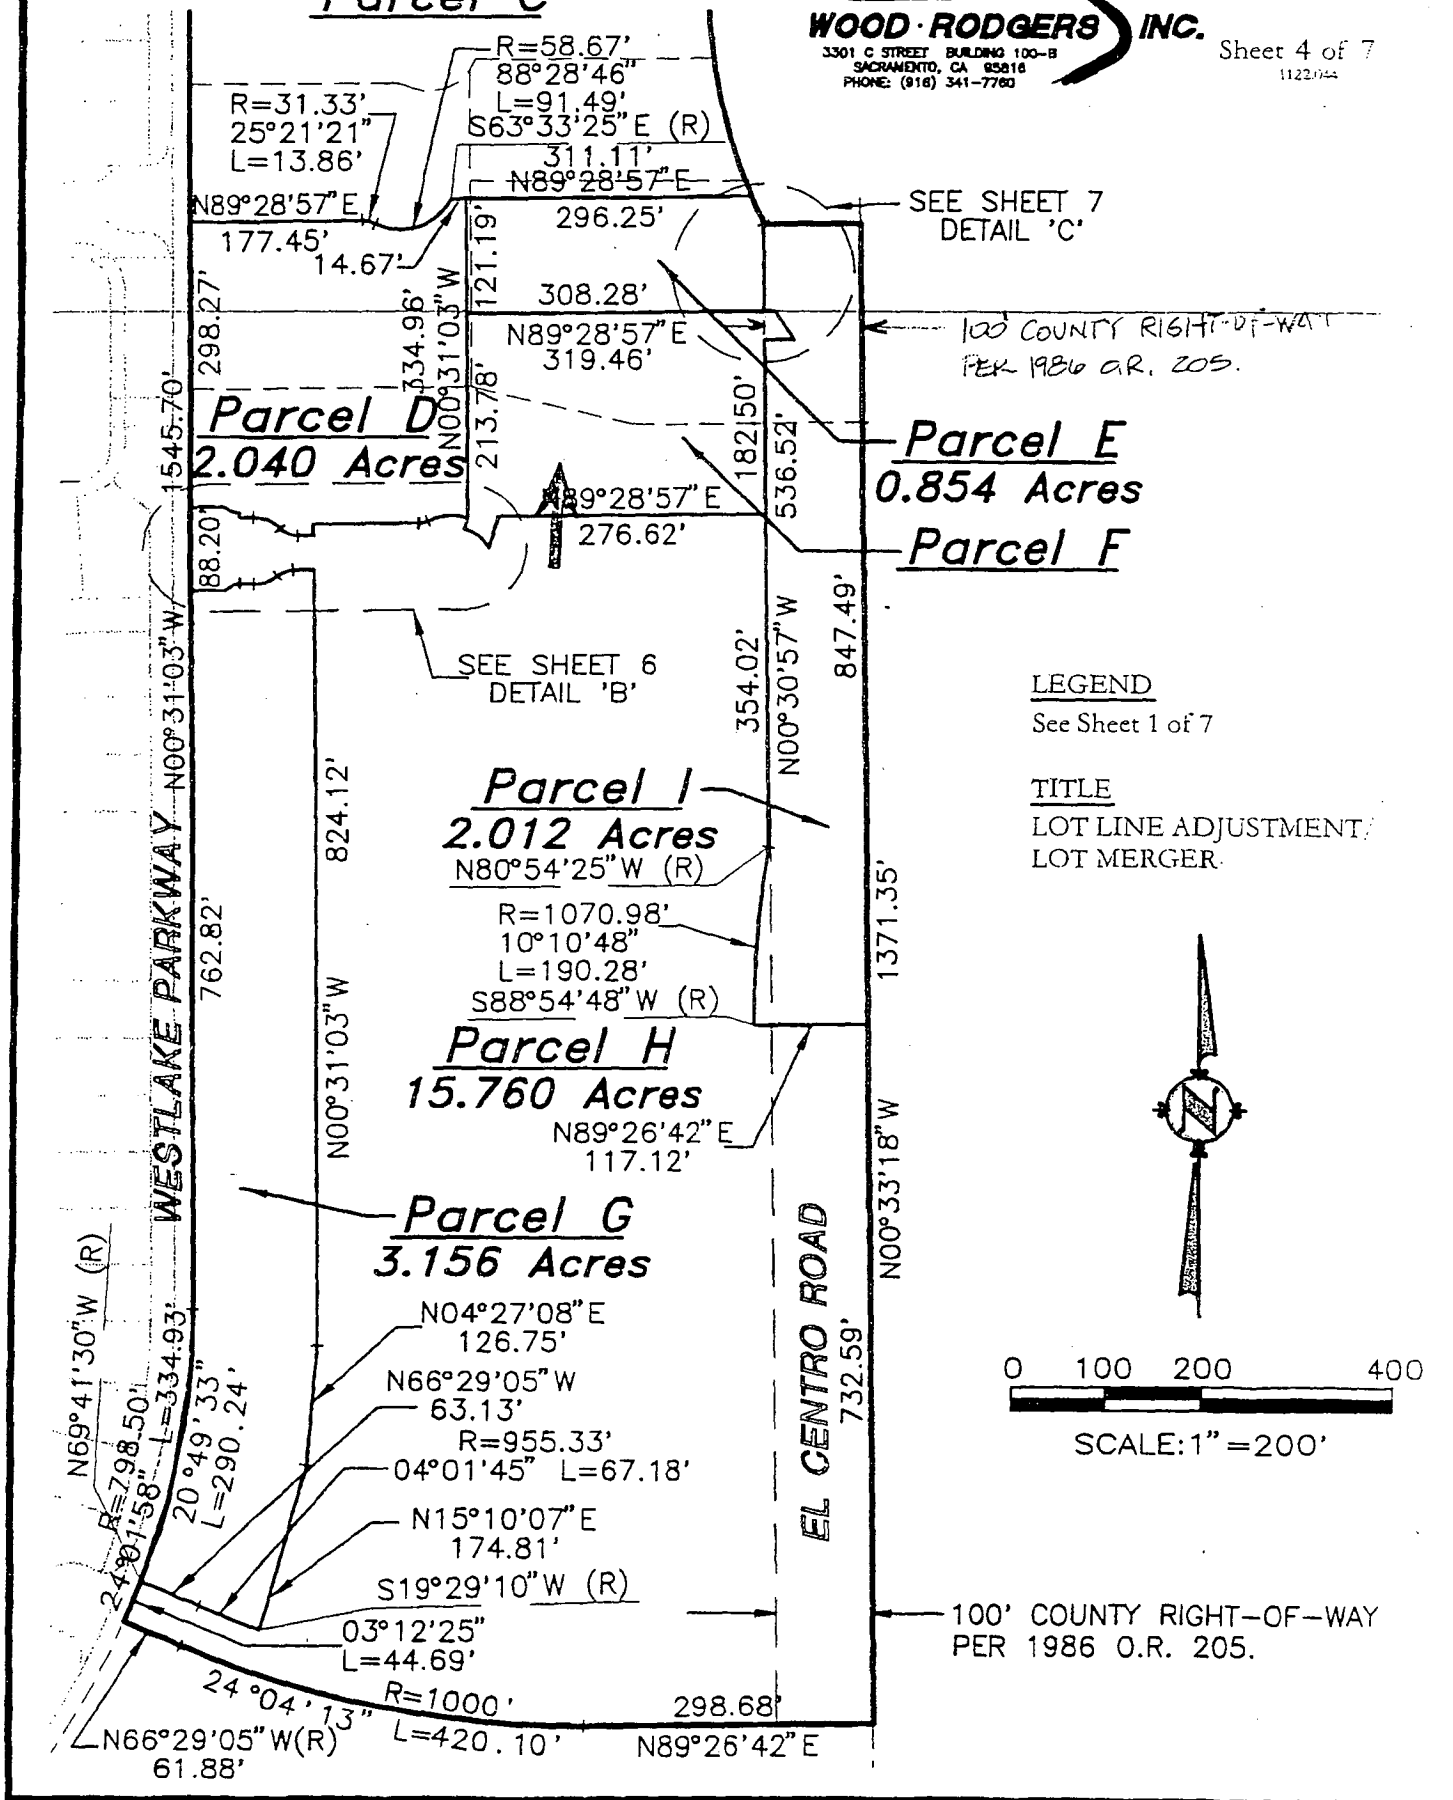 Parcel C
WOOD·RODGERS INC.
3301 C STREET BUILDING 100-B
SACRAMENTO, CA 95816
PHONE: (916) 341-7760
Sheet 4 of 7
R=58.67'
88°28'46"
L=91.49'
S63°33'25"E (R)
311.11'
N89°28'57"E
296.25'
R=31.33'
25°21'21"
L=13.86'
N89°28'57"E
177.45'
14.67'
SEE SHEET 7
DETAIL 'C'
298.27'
334.96'
N00°31'03"W
121.19'
213.78'
308.28'
N89°28'57"E
319.46'
100' COUNTY RIGHT-OF-WAY
PER 1986 O.R. 205.
1545.70'
Parcel D
2.040 Acres
182.50'
536.52'
Parcel E
0.854 Acres
Parcel F
N89°28'57"E
276.62'
88.20'
N00°31'03"W
SEE SHEET 6
DETAIL 'B'
354.02'
N00°30'57"W
847.49'
LEGEND
See Sheet 1 of 7
TITLE
LOT LINE ADJUSTMENT/
LOT MERGER
824.12'
Parcel I
2.012 Acres
N80°54'25"W (R)
R=1070.98'
10°10'48"
L=190.28'
S88°54'48"W (R)
1371.35'
WESTLAKE PARKWAY
762.82'
N00°31'03"W
Parcel H
15.760 Acres
N89°26'42"E
117.12'
N00°33'18"W
Parcel G
3.156 Acres
EL CENTRO ROAD
732.59'
N
N04°27'08"E
126.75'
N66°29'05"W
63.13'
R=955.33'
04°01'45" L=67.18'
N15°10'07"E
174.81'
S19°29'10"W (R)
03°12'25"
L=44.69'
N69°41'30"W (R)
R=798.50' L=334.93'
24°01'58"
20°49'33"
L=290.24'
0 100 200 400
SCALE:1"=200'
100' COUNTY RIGHT-OF-WAY
PER 1986 O.R. 205.
24°04'13"
R=1000'
L=420.10'
298.68'
N89°26'42"E
N66°29'05"W(R)
61.88'